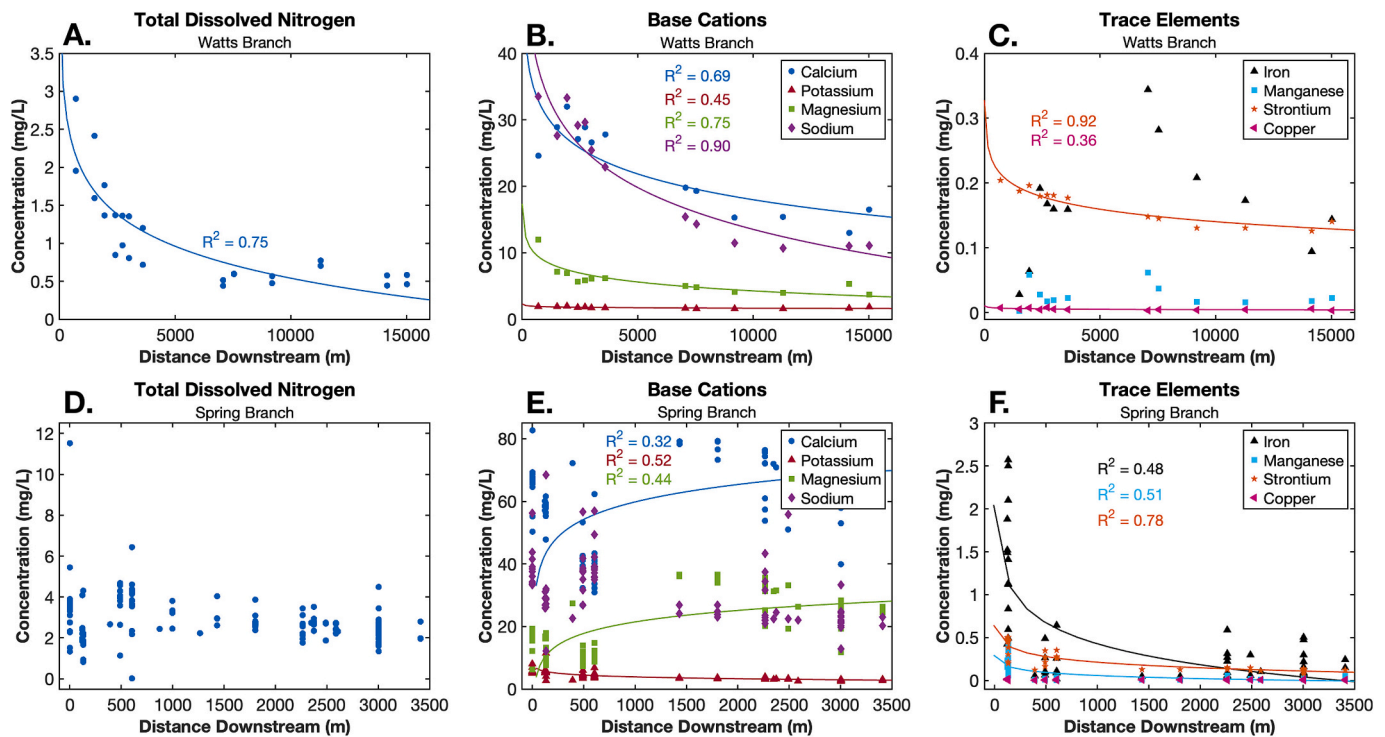 A.
Total Dissolved Nitrogen
Watts Branch
Concentration (mg/L)
3.5
3
2.5
2
1.5
1
0.5
0
R² = 0.75
0 5000 10000 15000
Distance Downstream (m)
B.
Base Cations
Watts Branch
Concentration (mg/L)
40
30
20
10
0
R² = 0.69
R² = 0.45
R² = 0.75
R² = 0.90
Calcium
Potassium
Magnesium
Sodium
0 5000 10000 15000
Distance Downstream (m)
C.
Trace Elements
Watts Branch
Concentration (mg/L)
0.4
0.3
0.2
0.1
0
R² = 0.92
R² = 0.36
Iron
Manganese
Strontium
Copper
0 5000 10000 15000
Distance Downstream (m)
D.
Total Dissolved Nitrogen
Spring Branch
Concentration (mg/L)
12
10
8
6
4
2
0
0 500 1000 1500 2000 2500 3000 3500
Distance Downstream (m)
E.
Base Cations
Spring Branch
Concentration (mg/L)
80
60
40
20
0
R² = 0.32
R² = 0.52
R² = 0.44
Calcium
Potassium
Magnesium
Sodium
0 500 1000 1500 2000 2500 3000 3500
Distance Downstream (m)
F.
Trace Elements
Spring Branch
Concentration (mg/L)
3
2.5
2
1.5
1
0.5
0
R² = 0.48
R² = 0.51
R² = 0.78
Iron
Manganese
Strontium
Copper
0 500 1000 1500 2000 2500 3000 3500
Distance Downstream (m)